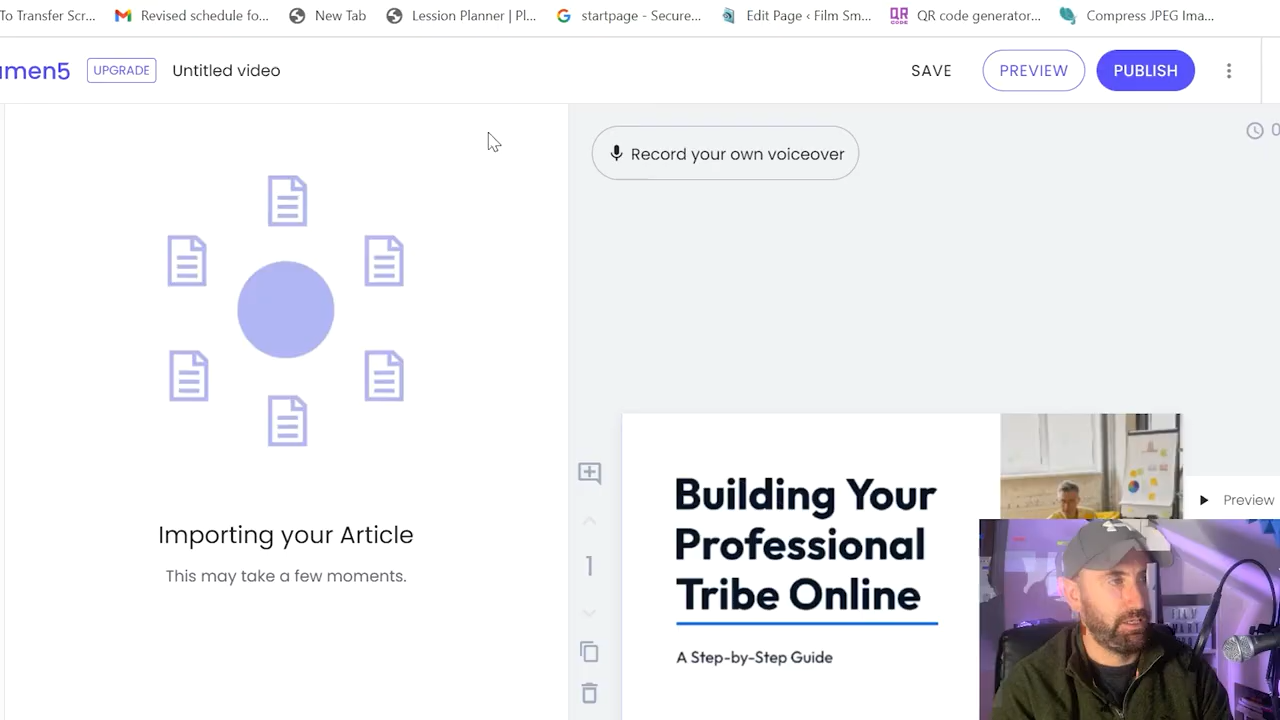 To Transfer Scr...
Revised schedule fo...
New Tab
Lession Planner | Pl...
startpage - Secure...
Edit Page ‹ Film Sm...
QR code generator...
Compress JPEG Ima...
umen5
UPGRADE
Untitled video
SAVE
PREVIEW
PUBLISH
Record your own voiceover
0
Importing your Article
This may take a few moments.
1
Building Your
Professional
Tribe Online
A Step-by-Step Guide
Preview